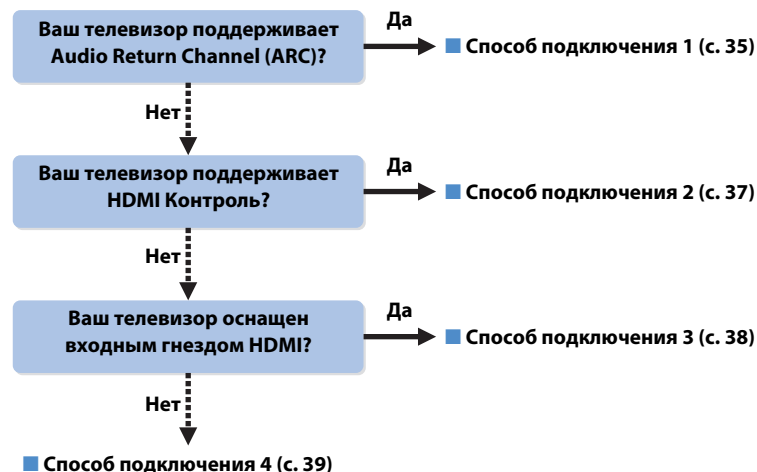 Ваш телевизор поддерживает
Audio Return Channel (ARC)?
Да
■ Способ подключения 1 (с. 35)
Нет
Ваш телевизор поддерживает
HDMI Контроль?
Да
■ Способ подключения 2 (с. 37)
Нет
Ваш телевизор оснащен
входным гнездом HDMI?
Да
■ Способ подключения 3 (с. 38)
Нет
■ Способ подключения 4 (с. 39)